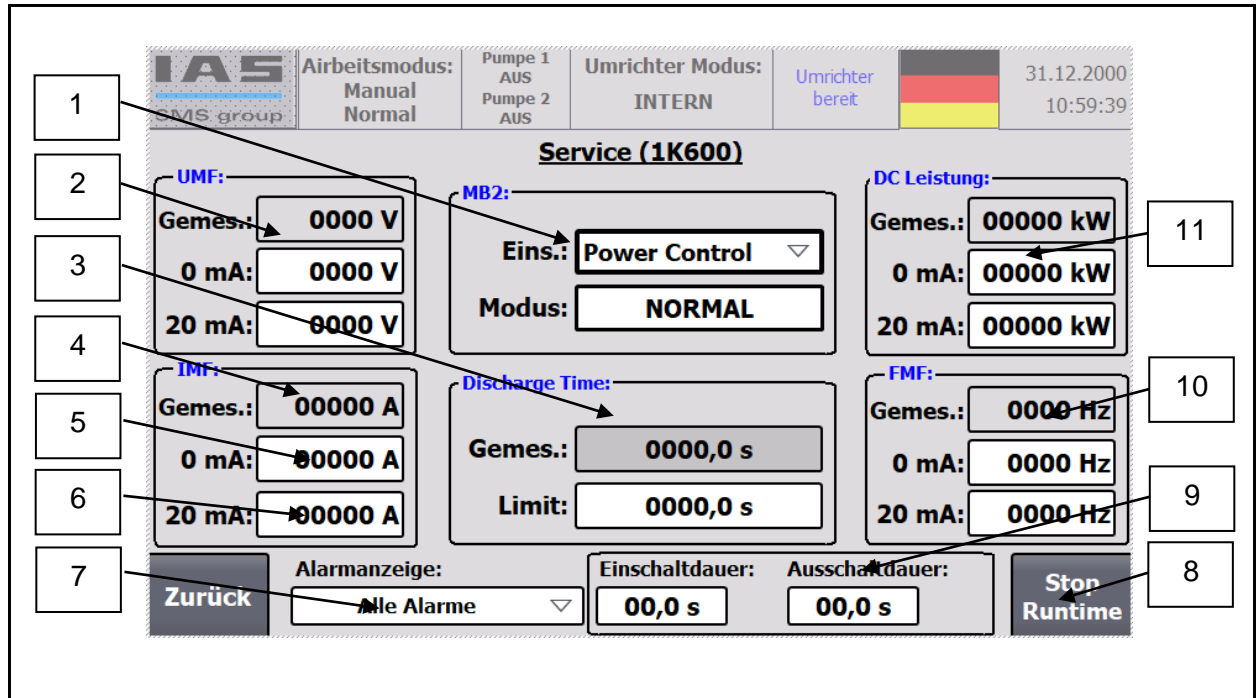 IAS
SMS group
Airbeitsmodus:
Manual
Normal
Pumpe 1
AUS
Pumpe 2
AUS
Umrichter Modus:
INTERN
Umrichter
bereit
31.12.2000
10:59:39
Service (1K600)
1
2
3
4
5
6
7
UMF:
Gemes.: 0000 V
0 mA: 0000 V
20 mA: 0000 V
IMF:
Gemes.: 00000 A
0 mA: 00000 A
20 mA: 00000 A
MB2:
Eins.: Power Control
Modus: NORMAL
Discharge Time:
Gemes.: 0000,0 s
Limit: 0000,0 s
DC Leistung:
Gemes.: 00000 kW
0 mA: 00000 kW
20 mA: 00000 kW
FMF:
Gemes.: 0000 Hz
0 mA: 0000 Hz
20 mA: 0000 Hz
11
10
9
8
Zurück
Alarmanzeige:
Alle Alarme
Einschaltdauer:
00,0 s
Ausschaltdauer:
00,0 s
Stop
Runtime